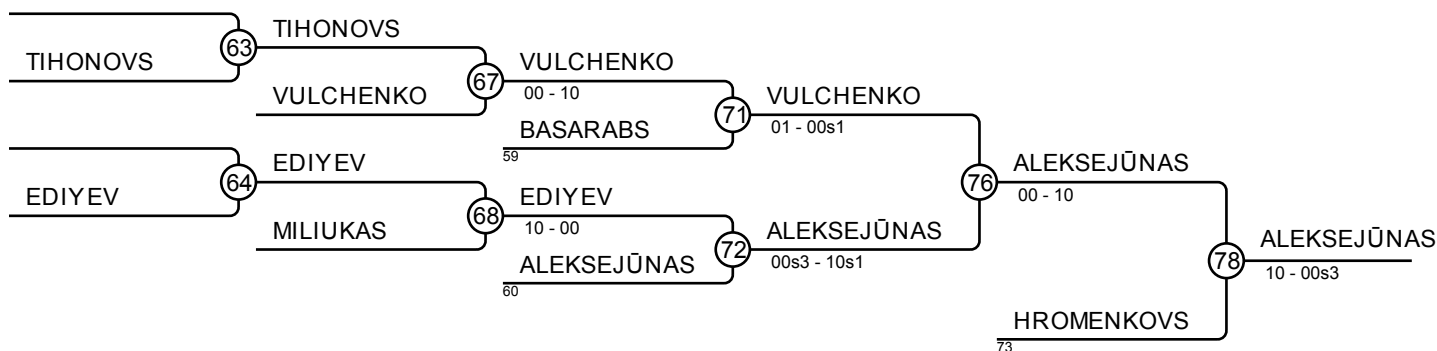 TIHONOVS
63
TIHONOVS
VULCHENKO
67
VULCHENKO
00 - 10
BASARABS
59
71
VULCHENKO
01 - 00s1
EDIYEV
64
EDIYEV
MILIUKAS
68
EDIYEV
10 - 00
ALEKSEJŪNAS
60
72
ALEKSEJŪNAS
00s3 - 10s1
76
ALEKSEJŪNAS
00 - 10
HROMENKOVS
73
78
ALEKSEJŪNAS
10 - 00s3